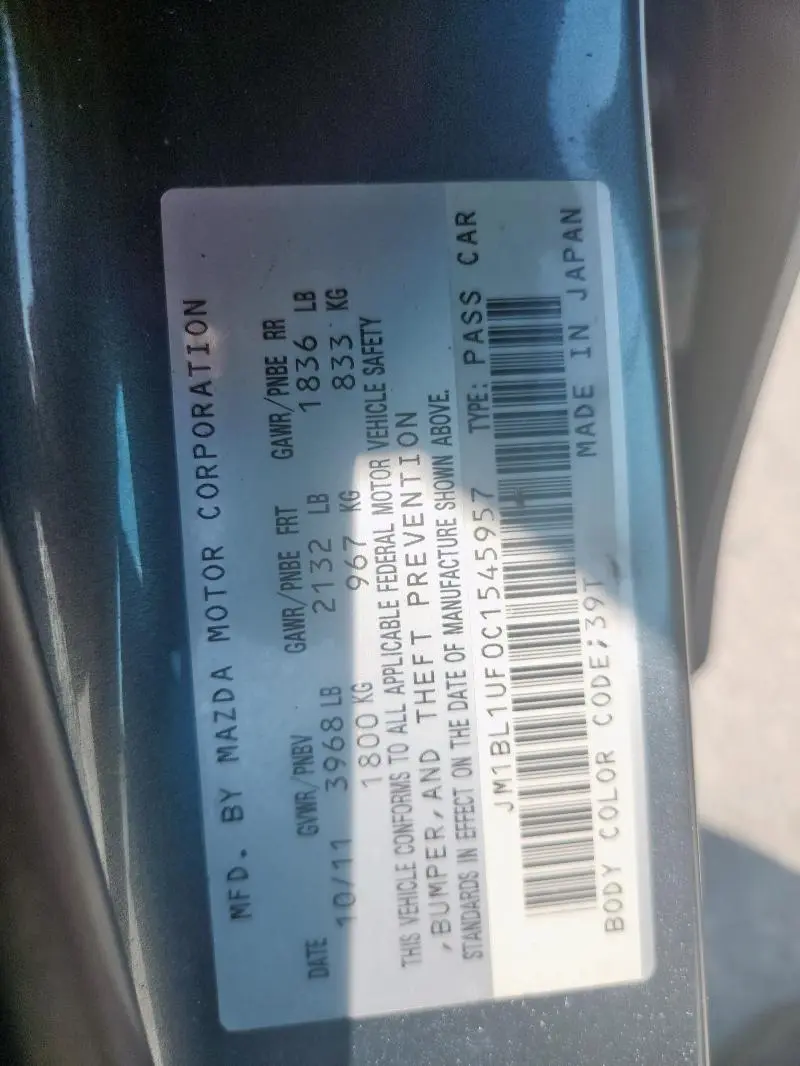 MFD. BY MAZDA MOTOR CORPORATION
DATE GVWR/PNBV GAWR/PNBE FRT GAWR/PNBE RR
10/11 3968 LB 2132 LB 1836 LB
1800 KG 967 KG 833 KG
THIS VEHICLE CONFORMS TO ALL APPLICABLE FEDERAL MOTOR VEHICLE SAFETY
,BUMPER,AND THEFT PREVENTION
STANDARDS IN EFFECT ON THE DATE OF MANUFACTURE SHOWN ABOVE.
JM1BL1UF0C1545957 TYPE: PASS CAR
BODY COLOR CODE;39T MADE IN JAPAN